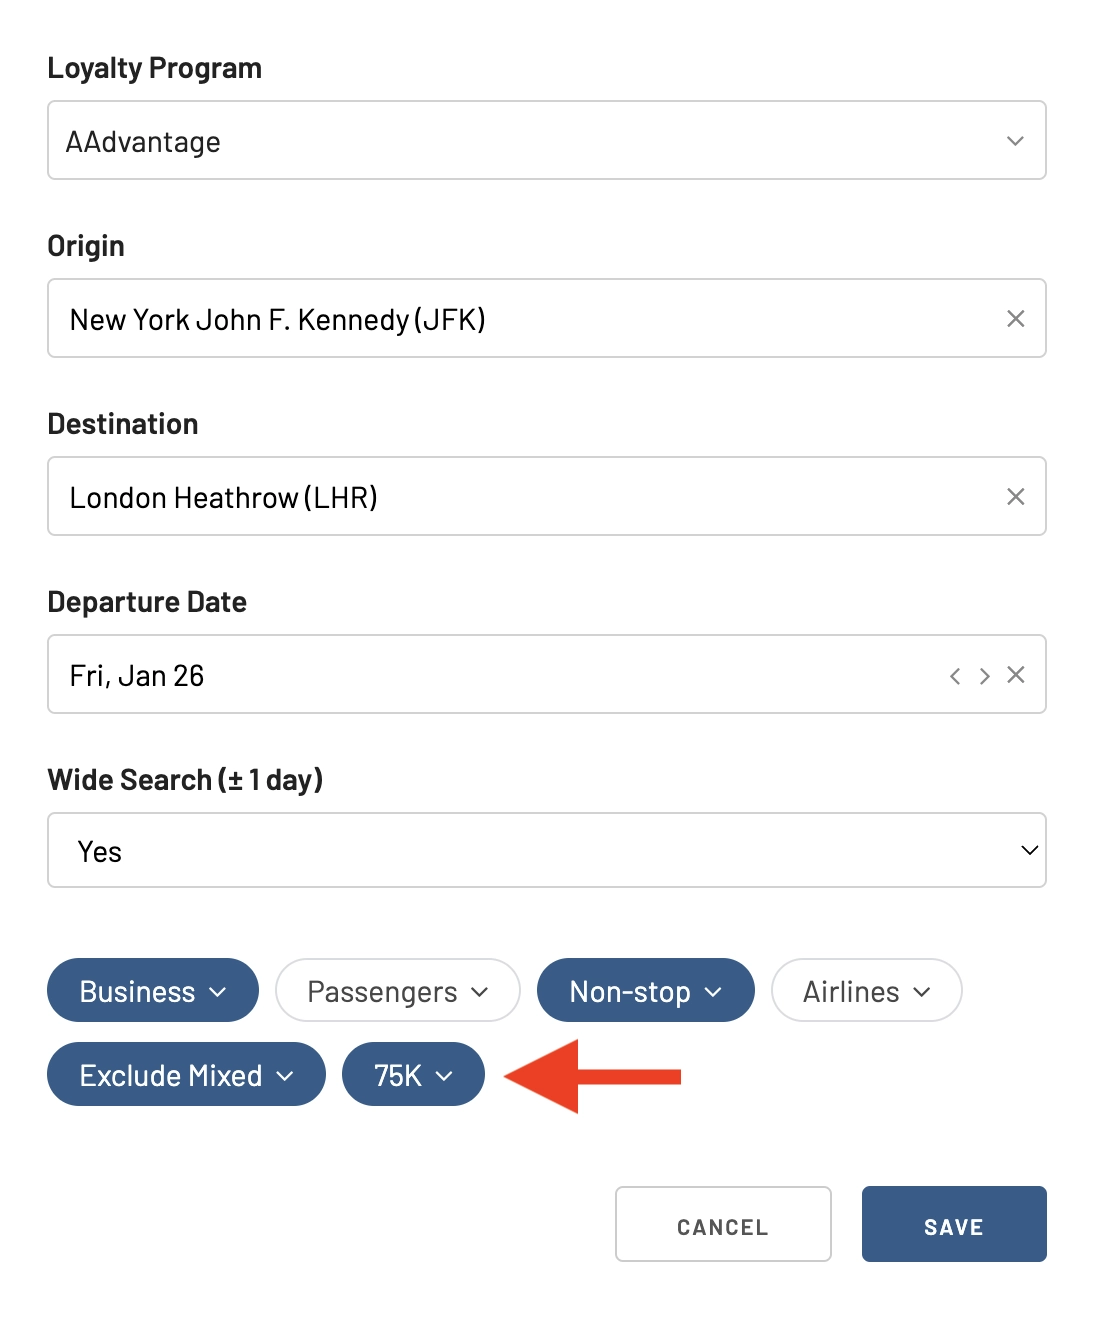 Loyalty Program
AAdvantage
Origin
New York John F. Kennedy (JFK)
Destination
London Heathrow (LHR)
Departure Date
Fri, Jan 26
Wide Search (± 1 day)
Yes
Business Passengers Non-stop Airlines
Exclude Mixed 75K
CANCEL SAVE